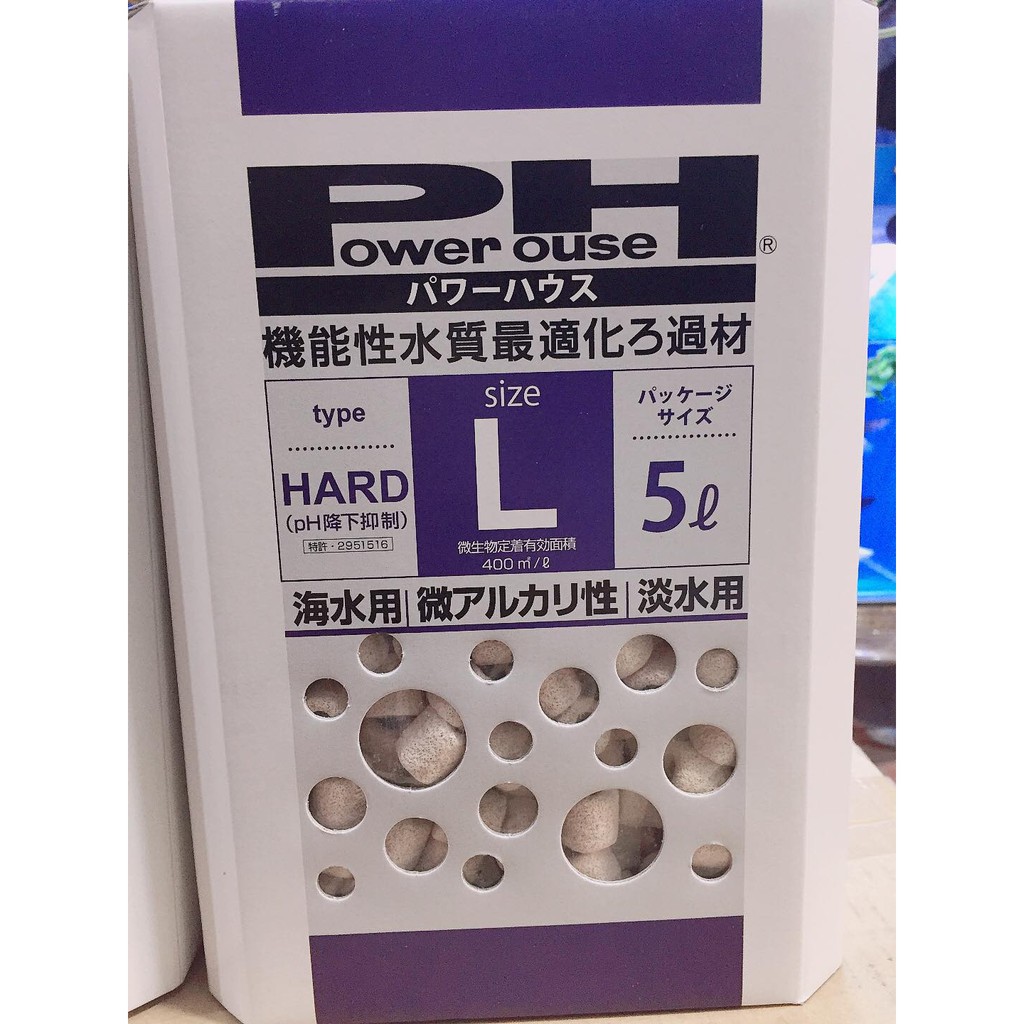 PH
Power House ®
パワーハウス
機能性水質最適化ろ過材
type
HARD
(pH降下抑制)
特許・2951516
size
L
微生物定着有効面積
400㎡/ℓ
パッケージ
サイズ
5ℓ
海水用|微アルカリ性|淡水用